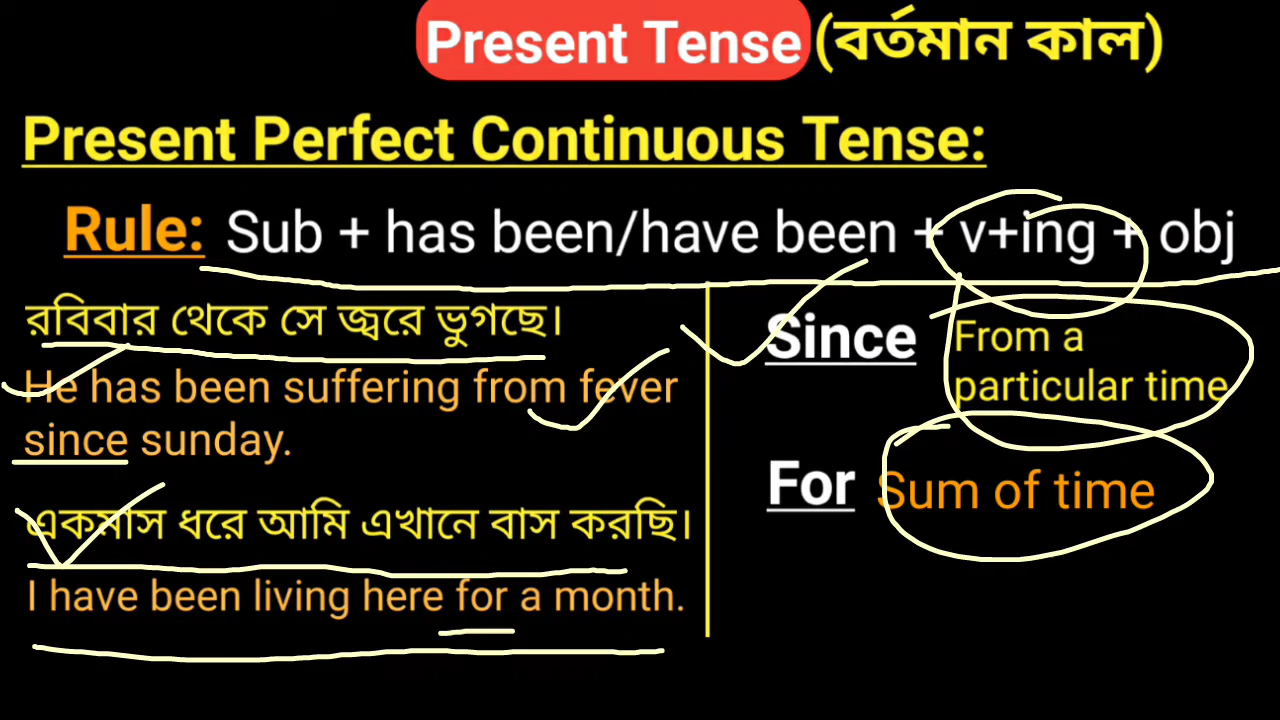 Present Tense (বর্তমান কাল)
Present Perfect Continuous Tense:
Rule: Sub + has been/have been + v+ing + obj
রবিবার থেকে সে জ্বরে ভুগছে।
He has been suffering from fever
since sunday.
একমাস ধরে আমি এখানে বাস করছি।
I have been living here for a month.
Since From a
particular time
For Sum of time